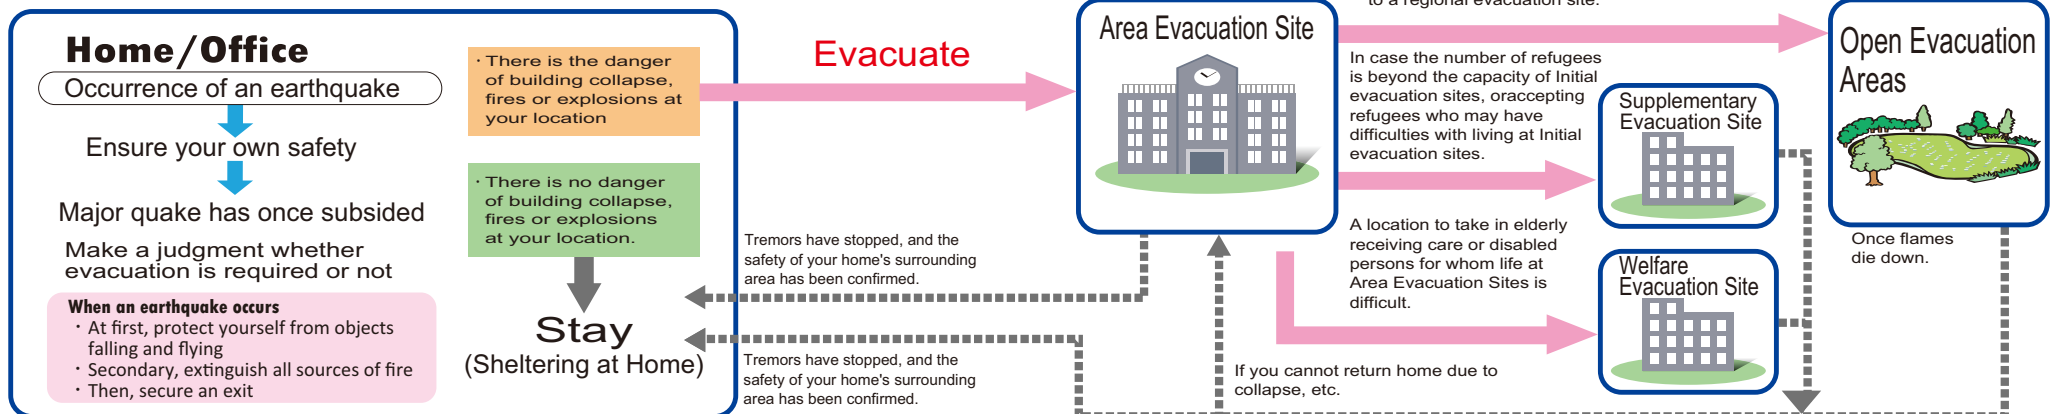 Home/Office
Occurrence of an earthquake
Ensure your own safety
Major quake has once subsided
Make a judgment whether
evacuation is required or not
When an earthquake occurs
・At first, protect yourself from objects
falling and flying
・Secondary, extinguish all sources of fire
・Then, secure an exit
・There is the danger
of building collapse,
fires or explosions at
your location
・There is no danger
of building collapse,
fires or explosions
at your location.
Stay
(Sheltering at Home)
Evacuate
Tremors have stopped, and the
safety of your home's surrounding
area has been confirmed.
Tremors have stopped, and the
safety of your home's surrounding
area has been confirmed.
Area Evacuation Site
to a regional evacuation site.
In case the number of refugees
is beyond the capacity of Initial
evacuation sites, oraccepting
refugees who may have
difficulties with living at Initial
evacuation sites.
A location to take in elderly
receiving care or disabled
persons for whom life at
Area Evacuation Sites is
difficult.
If you cannot return home due to
collapse, etc.
Supplementary
Evacuation Site
Welfare
Evacuation Site
Open Evacuation
Areas
Once flames
die down.